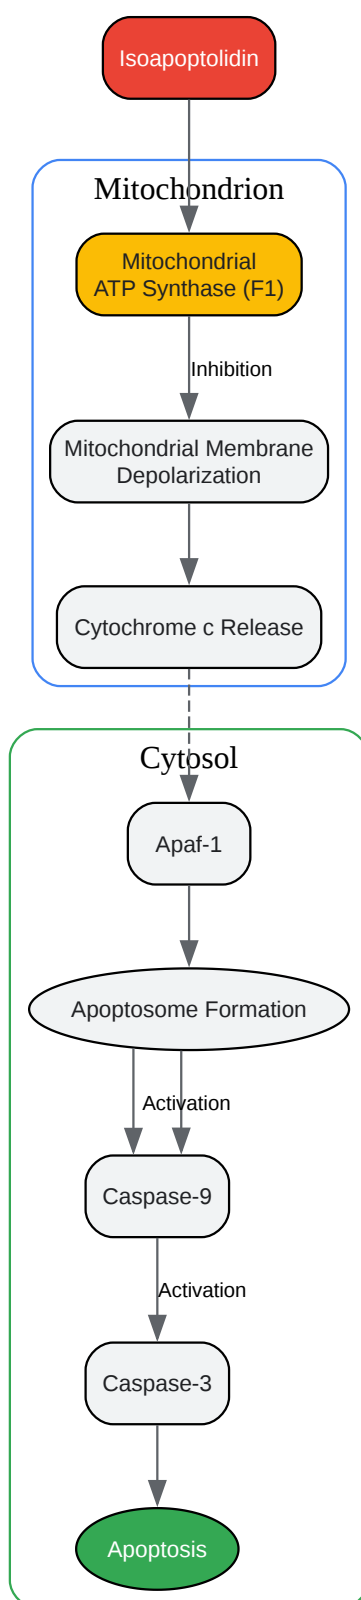 Isoapoptolidin
Mitochondrion
Mitochondrial
ATP Synthase (F1)
Inhibition
Mitochondrial Membrane
Depolarization
Cytochrome c Release
Cytosol
Apaf-1
Apoptosome Formation
Activation
Caspase-9
Activation
Caspase-3
Apoptosis